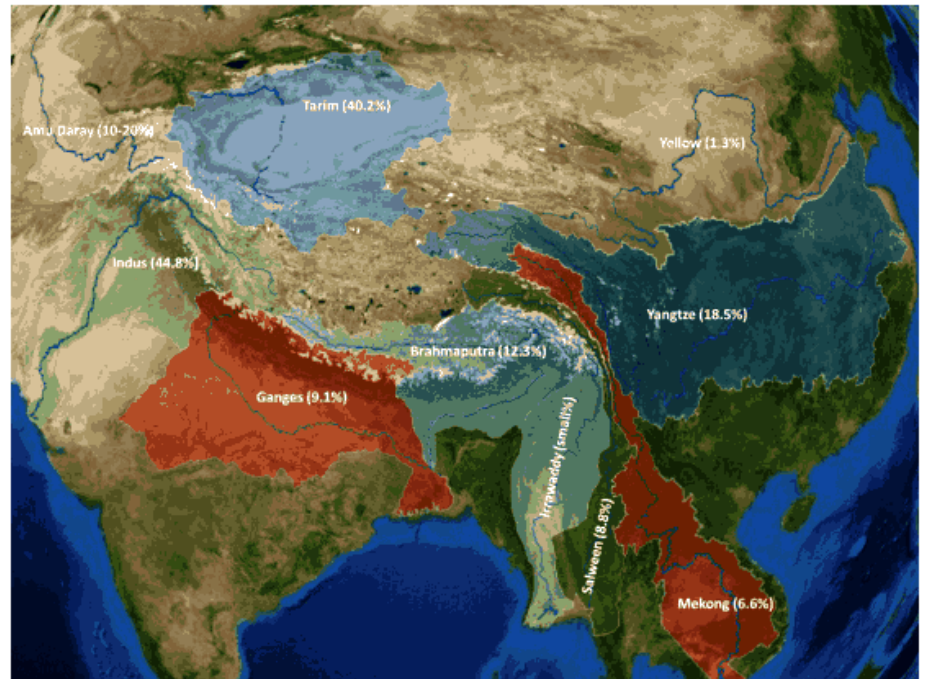 Tarim (40.2%)
Amu Daray (10-20%)
Yellow (1.3%)
Indus (44.8%)
Yangtze (18.5%)
Brahmaputra (12.3%)
Ganges (9.1%)
Irrawaddy (small%)
Salween (8.8%)
Mekong (6.6%)